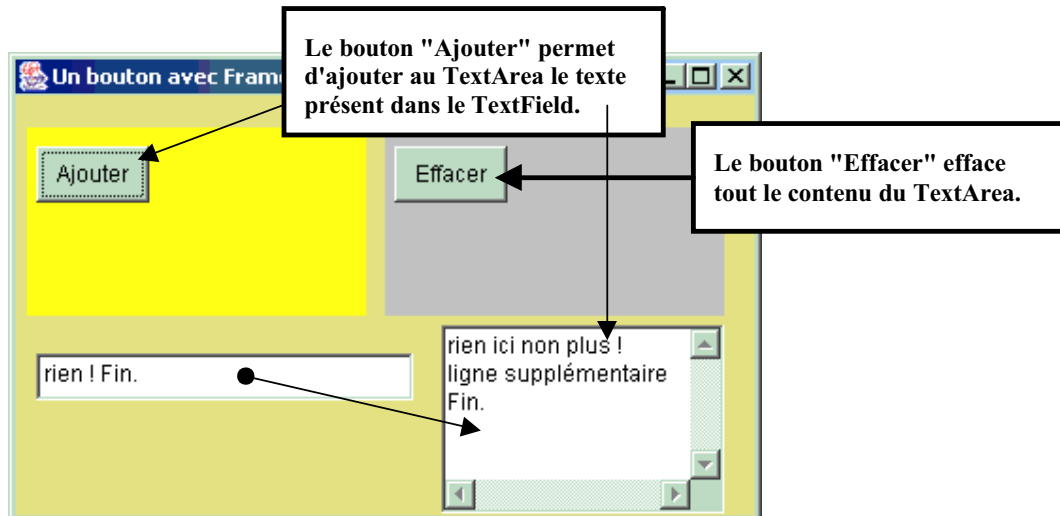 Le bouton "Ajouter" permet
d'ajouter au TextArea le texte
présent dans le TextField.
Un bouton avec Frame
Ajouter
Effacer
Le bouton "Effacer" efface
tout le contenu du TextArea.
rien ! Fin.
rien ici non plus !
ligne supplémentaire
Fin.